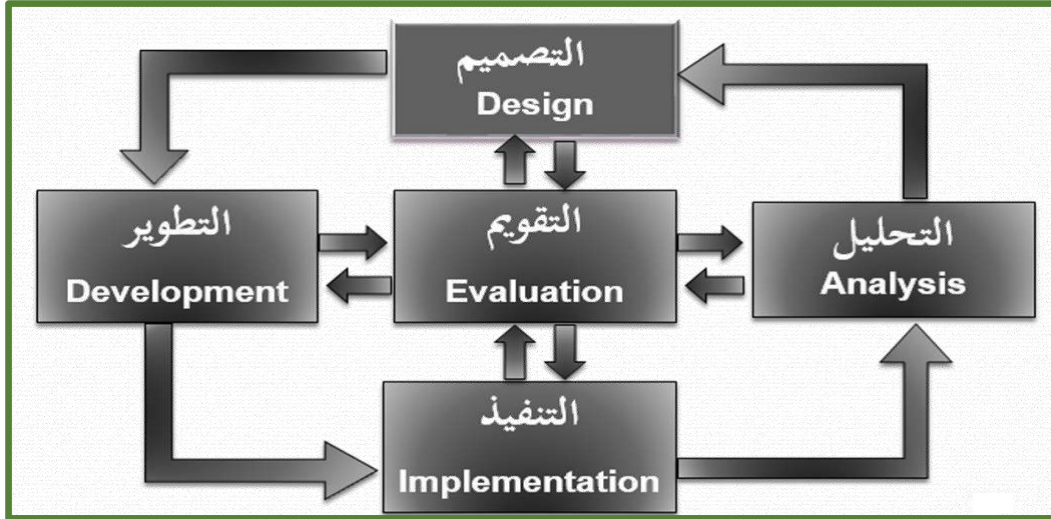 التصميم
Design
التطوير
Development
التقويم
Evaluation
التحليل
Analysis
التنفيذ
Implementation